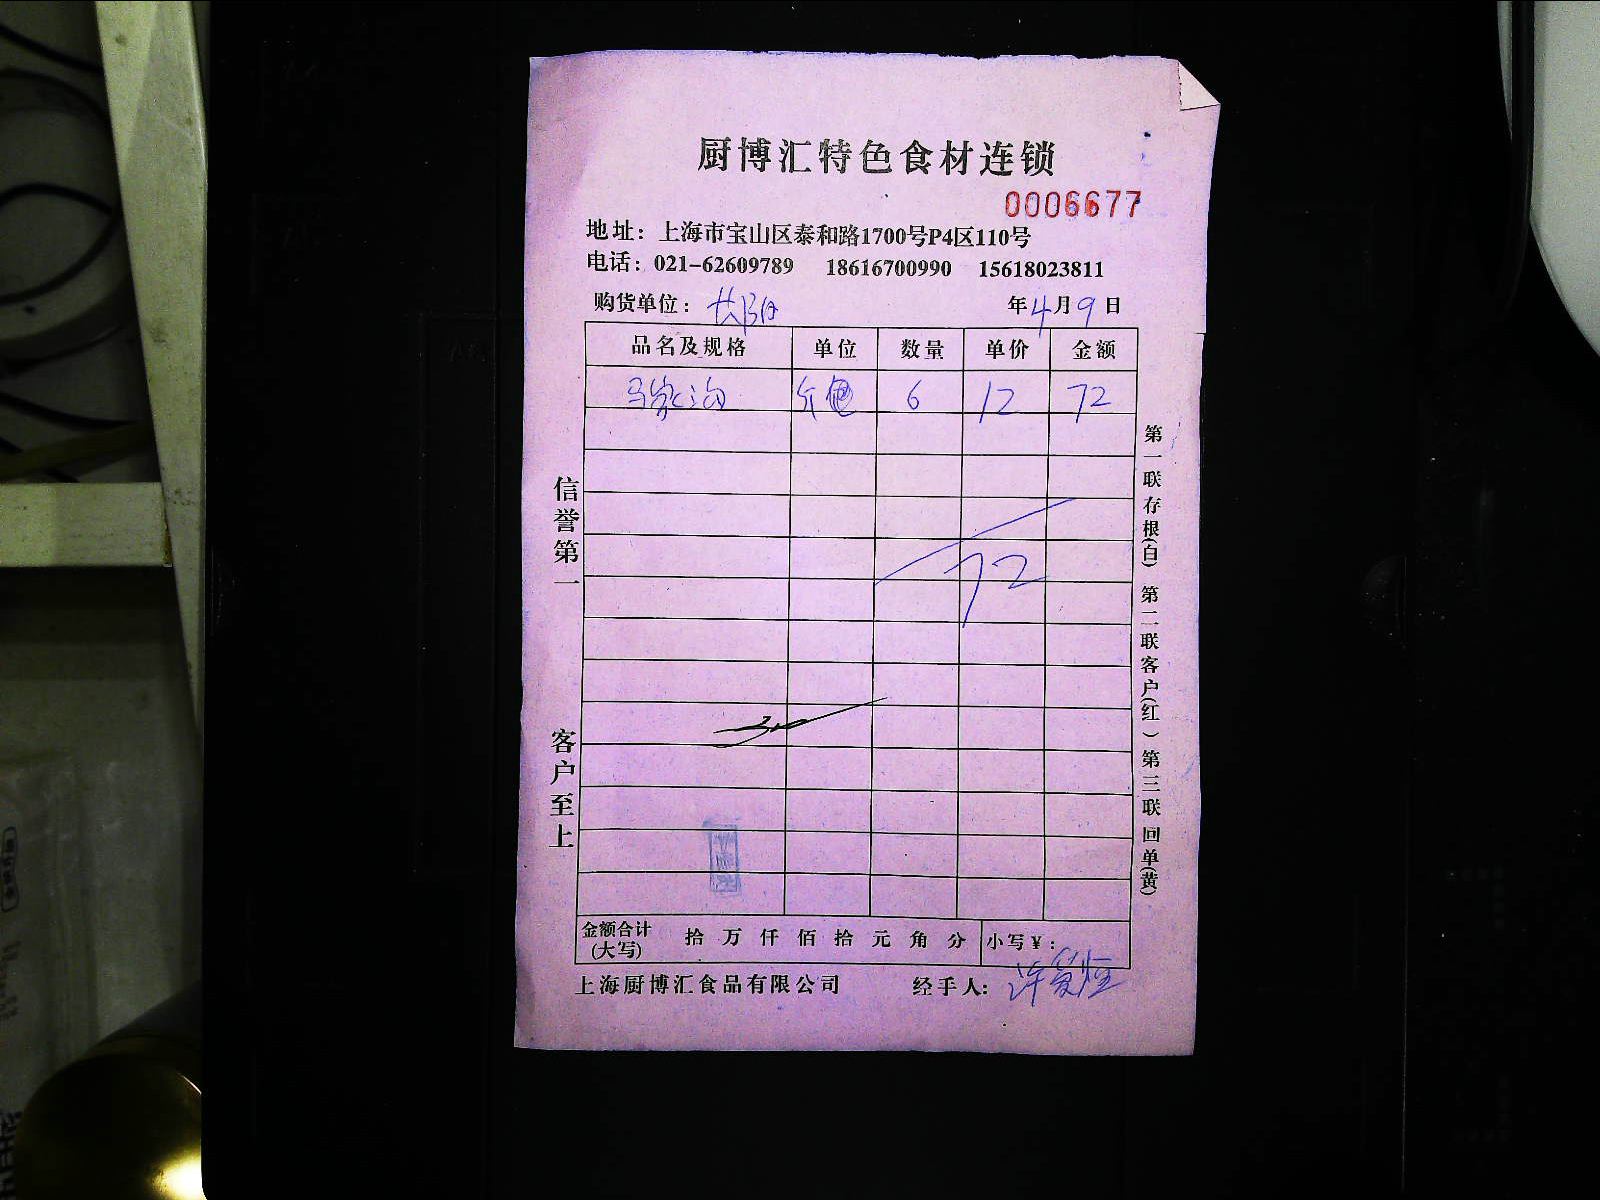 厨博汇特色食材连锁
0006677
地址：上海市宝山区泰和路1700号P4区110号
电话：021-62609789 18616700990 15618023811
购货单位： 年4月9日
品名及规格 单位 数量 单价 金额
马家沟 斤 6 12 72
72
信誉第一
客户至上
第一联存根(白) 第二联客户(红) 第三联回单(黄)
金额合计(大写) 拾 万 仟 佰 拾 元 角 分 小写¥：
上海厨博汇食品有限公司 经手人：